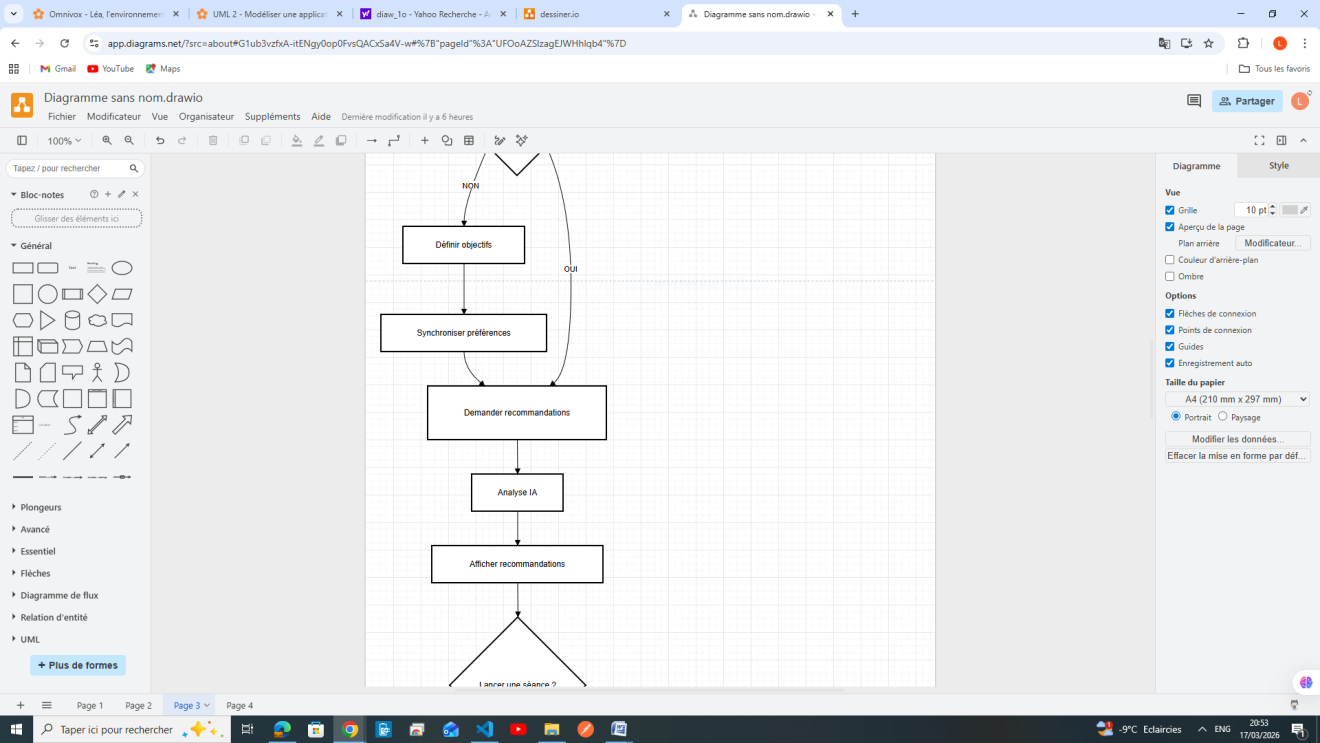 Omnivox - Léa, l'environnement
UML 2 - Modéliser une applicat
diaw_1o - Yahoo Recherche - A
dessiner.io
Diagramme sans nom.drawio -
app.diagrams.net/?src=about#G1ub3vzfxA-itENgy0op0FvsQACxSa4V-w#%7B"pageId"%3A"UFOoAZSlzagEJWHhIqb4"%7D
L
Gmail
YouTube
Maps
Tous les favoris
Diagramme sans nom.drawio
Fichier
Modificateur
Vue
Organisateur
Suppléments
Aide
Dernière modification il y a 6 heures
Partager
L
100%
Tapez / pour rechercher
Bloc-notes
Glisser des éléments ici
Général
Text
Plongeurs
Avancé
Essentiel
Flèches
Diagramme de flux
Relation d'entité
UML
+ Plus de formes
NON
Définir objectifs
OUI
Synchroniser préférences
Demander recommandations
Analyse IA
Afficher recommandations
Lancer une séance ?
Diagramme
Style
Vue
Grille
10 pt
Aperçu de la page
Plan arrière
Modificateur...
Couleur d'arrière-plan
Ombre
Options
Flèches de connexion
Points de connexion
Guides
Enregistrement auto
Taille du papier
A4 (210 mm x 297 mm)
Portrait
Paysage
Modifier les données...
Effacer la mise en forme par déf...
Page 1
Page 2
Page 3
Page 4
Taper ici pour rechercher
-9°C Eclaircies
ENG
20:53
17/03/2026